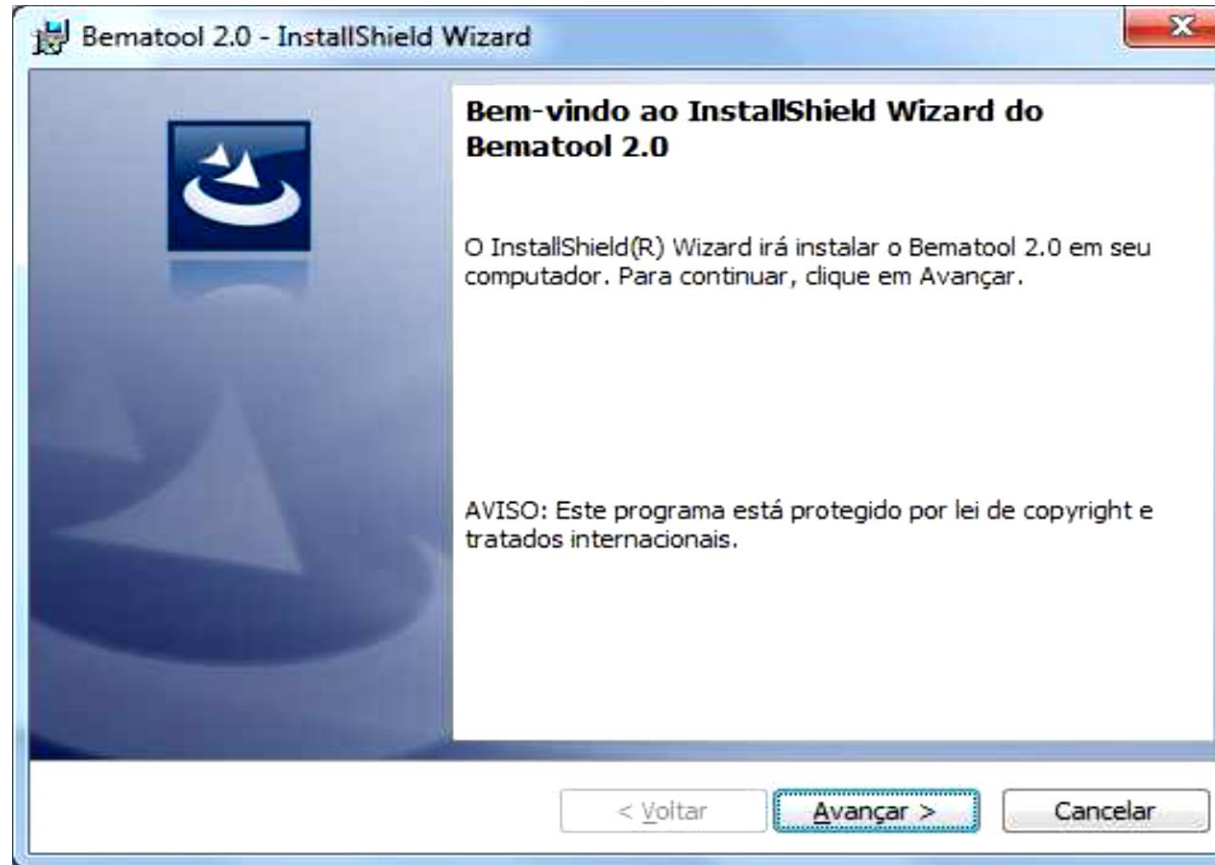 Bematool 2.0 - InstallShield Wizard
Bem-vindo ao InstallShield Wizard do
Bematool 2.0
O InstallShield(R) Wizard irá instalar o Bematool 2.0 em seu
computador. Para continuar, clique em Avançar.
AVISO: Este programa está protegido por lei de copyright e
tratados internacionais.
< Voltar Avançar > Cancelar